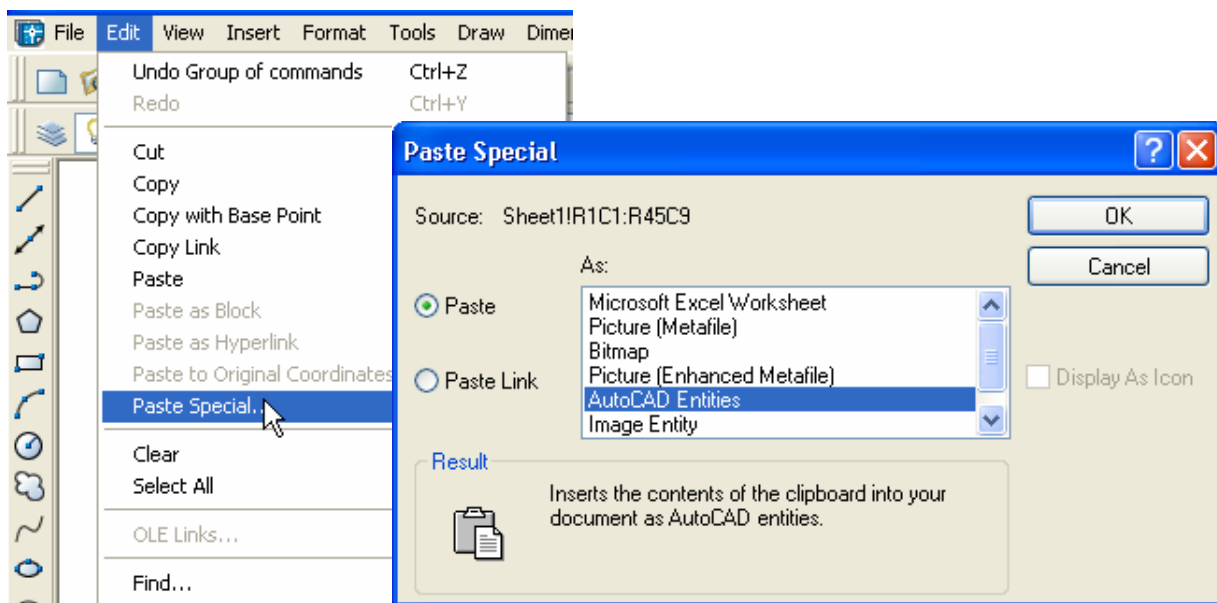 File Edit View Insert Format Tools Draw
Undo Group of commands Ctrl+Z
Redo Ctrl+Y
Cut
Copy
Copy with Base Point
Copy Link
Paste
Paste as Block
Paste as Hyperlink
Paste to Original Coordinates
Paste Special...
Clear
Select All
OLE Links...
Find...
Paste Special
Source: Sheet1!R1C1:R45C9
OK
Cancel
As:
Paste
Paste Link
Microsoft Excel Worksheet
Picture (Metafile)
Bitmap
Picture (Enhanced Metafile)
AutoCAD Entities
Image Entity
Display As Icon
Result
Inserts the contents of the clipboard into your
document as AutoCAD entities.